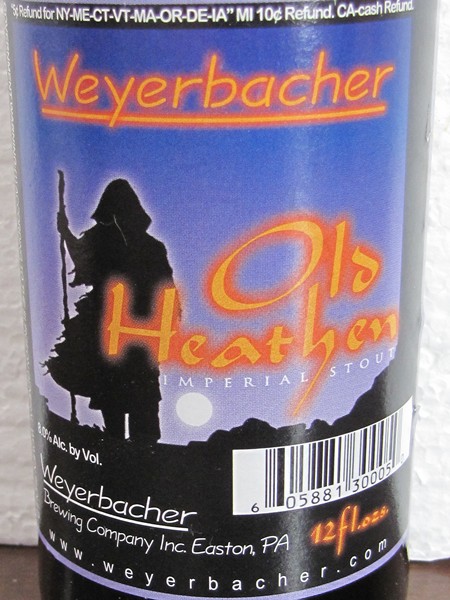 5¢ Refund for NY-ME-CT-VT-MA-OR-DE-IA" MI 10¢ Refund. CA-cash Refund.
Weyerbacher
Old
Heathen
IMPERIAL STOUT
8.0% Alc. by Vol.
Weyerbacher
Brewing Company Inc. Easton, PA
12fl.ozs.
6 05881 30005
www.weyerbacher.com